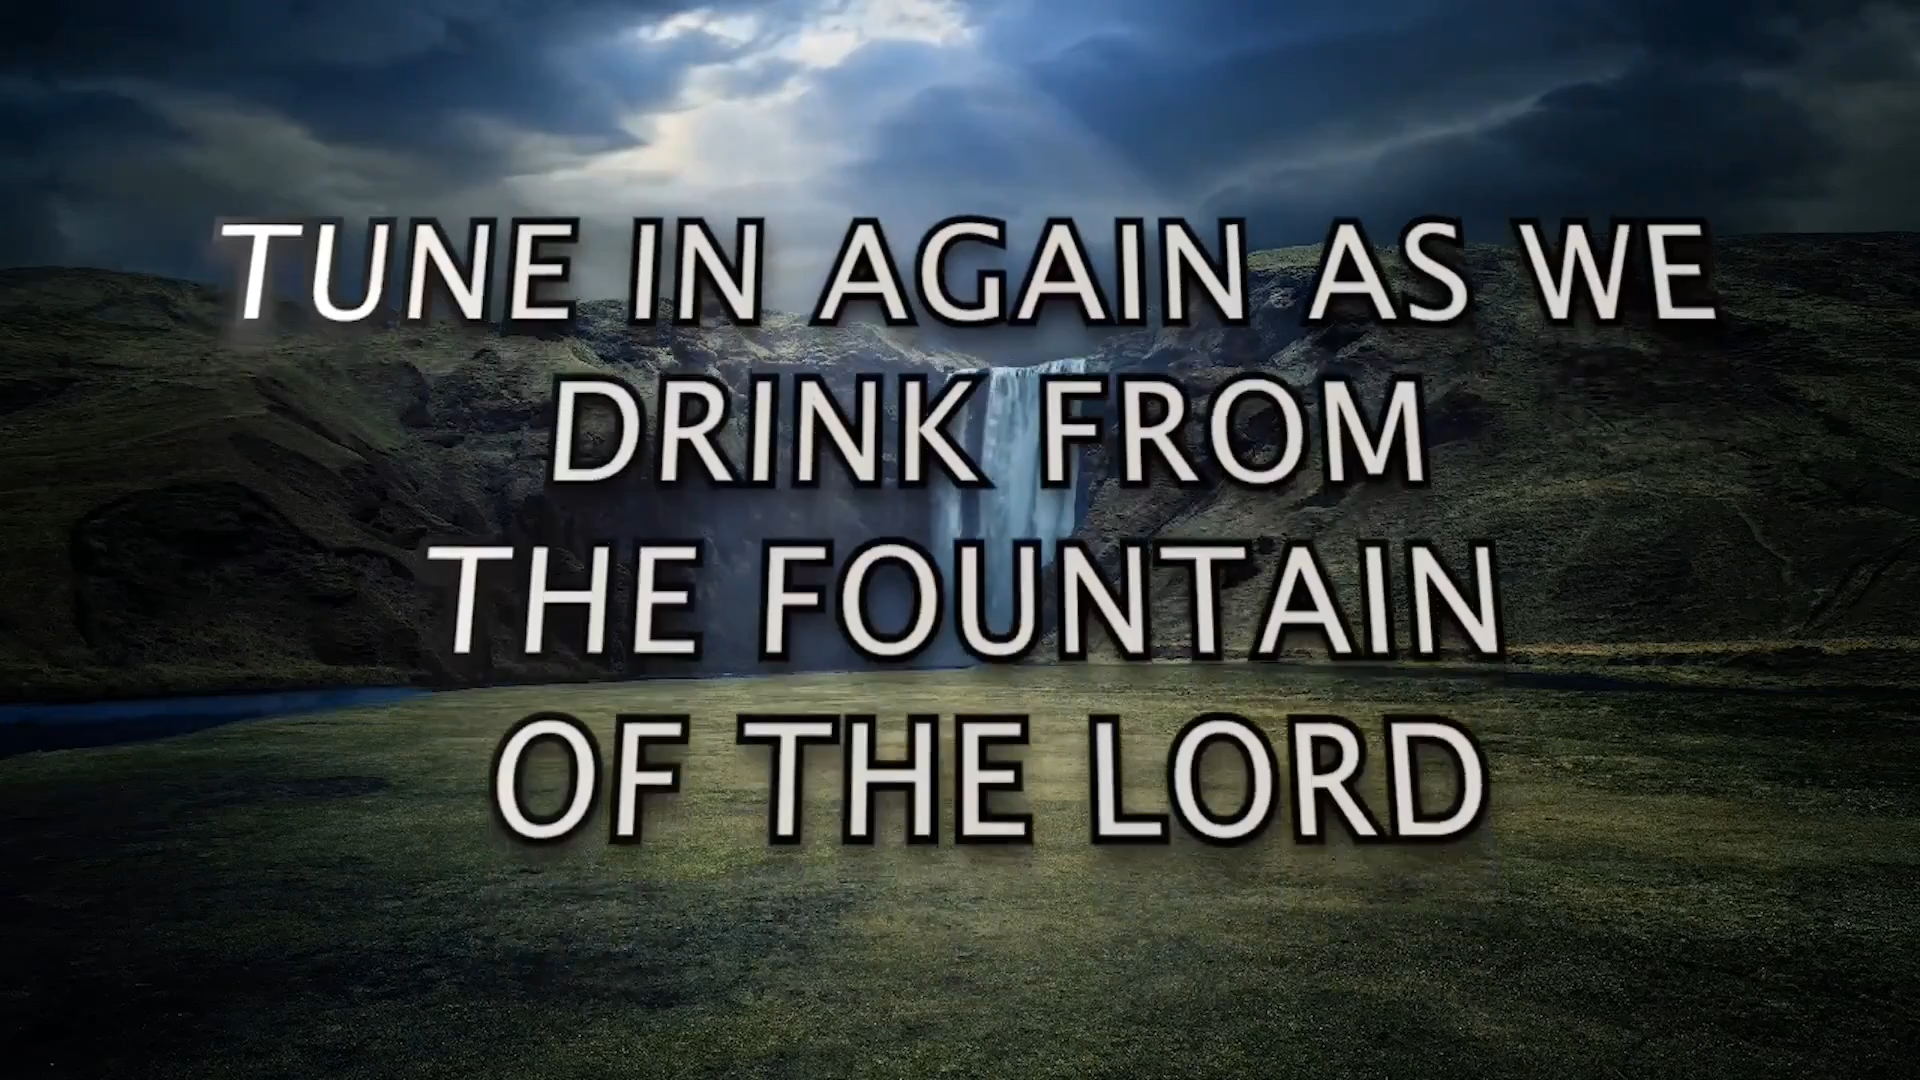 TUNE IN AGAIN AS WE
DRINK FROM
THE FOUNTAIN
OF THE LORD